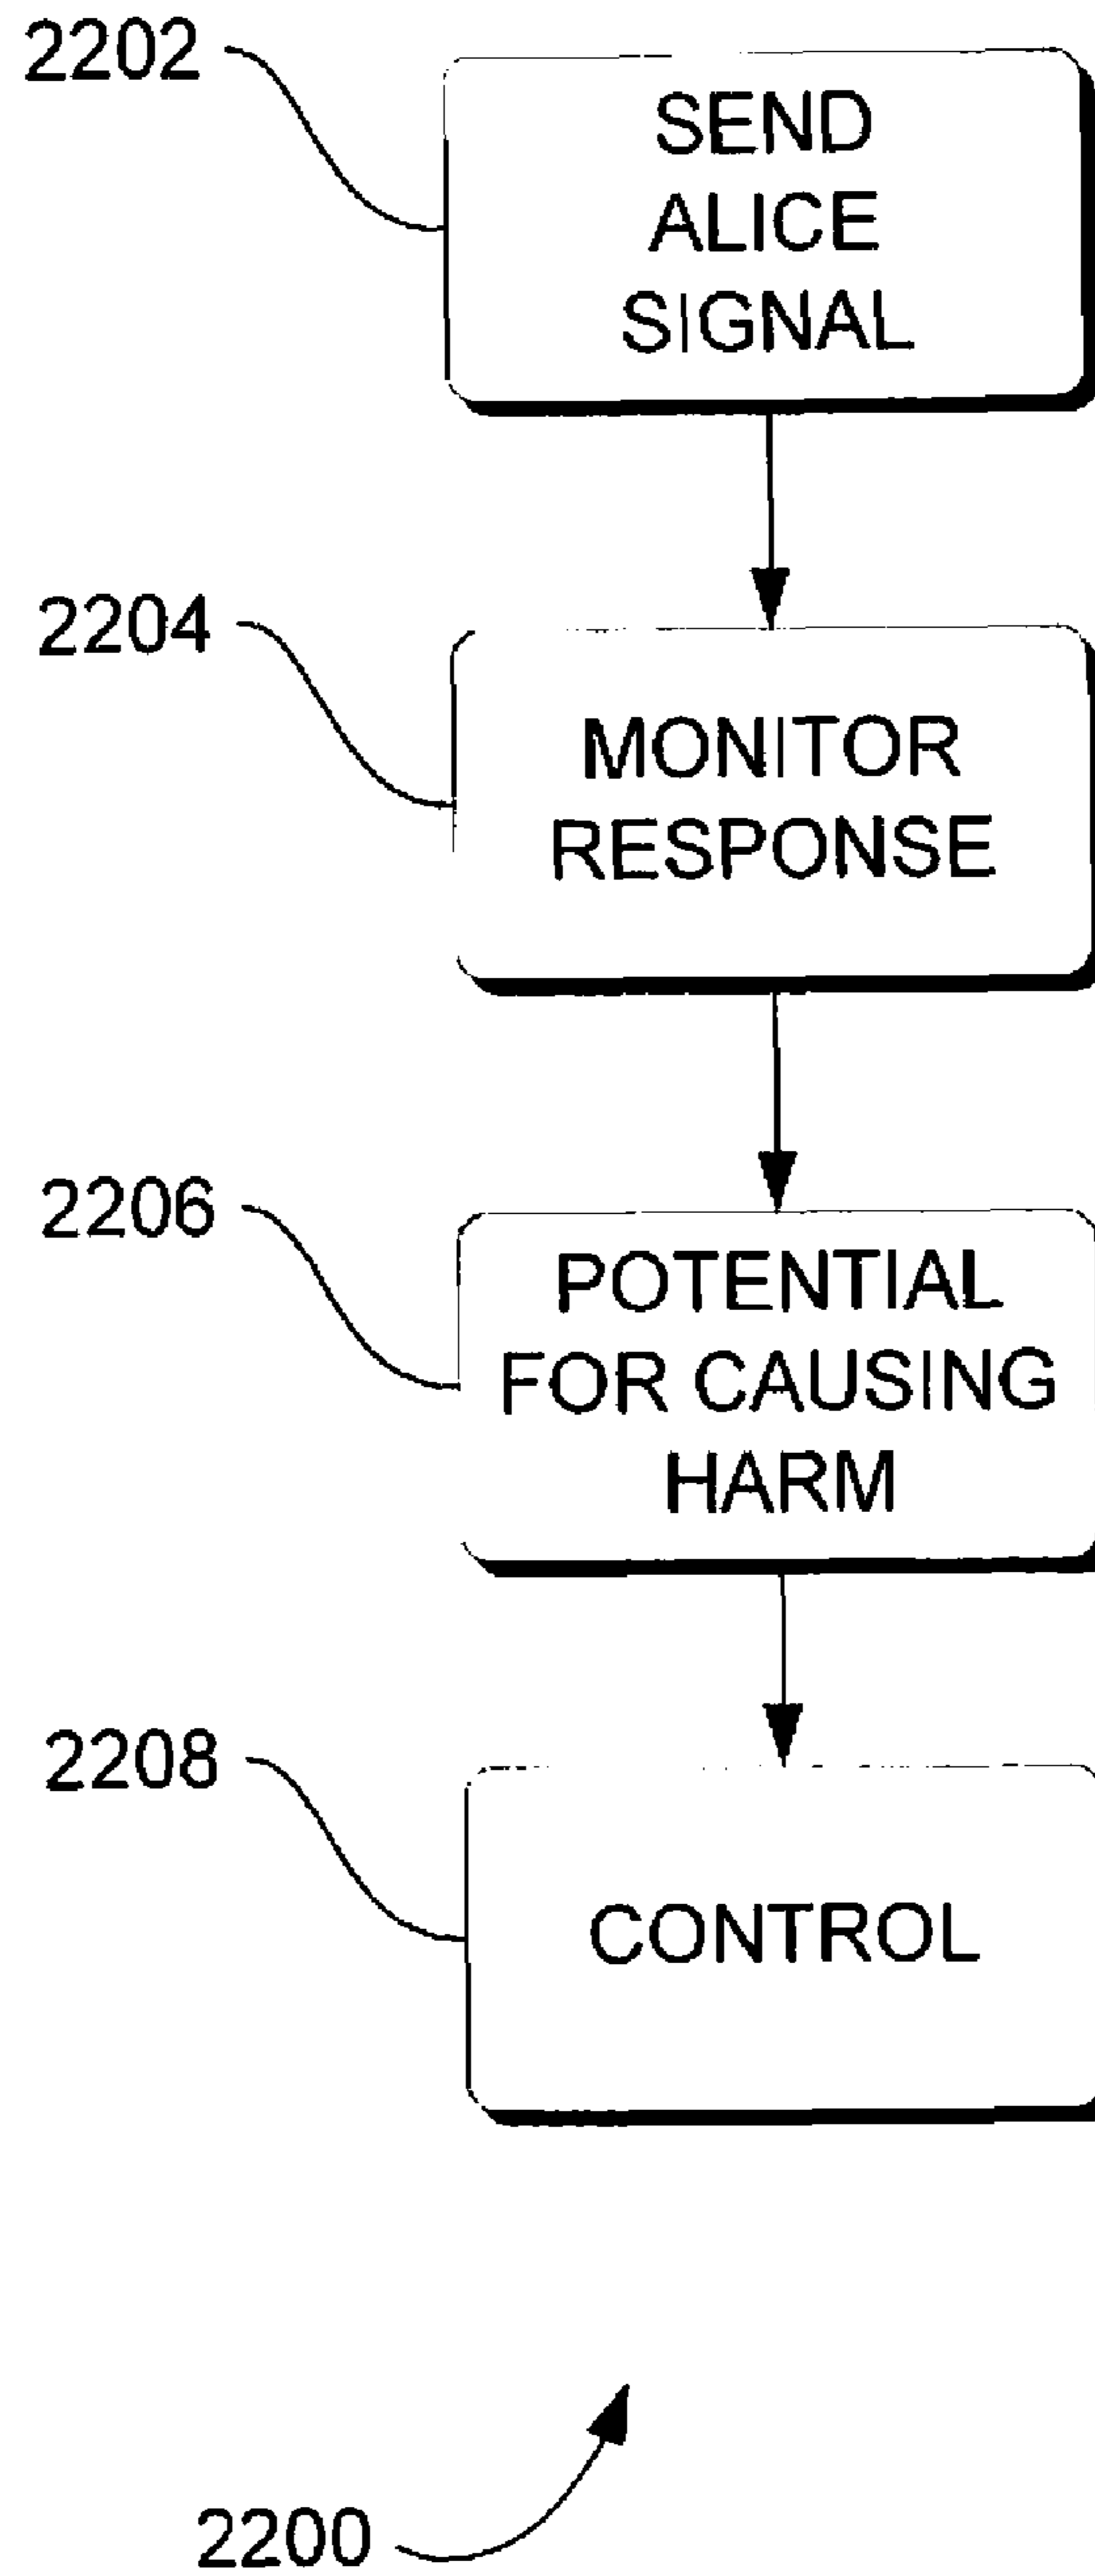 2202
SEND
ALICE
SIGNAL
2204
MONITOR
RESPONSE
2206
POTENTIAL
FOR CAUSING
HARM
2208
CONTROL
2200